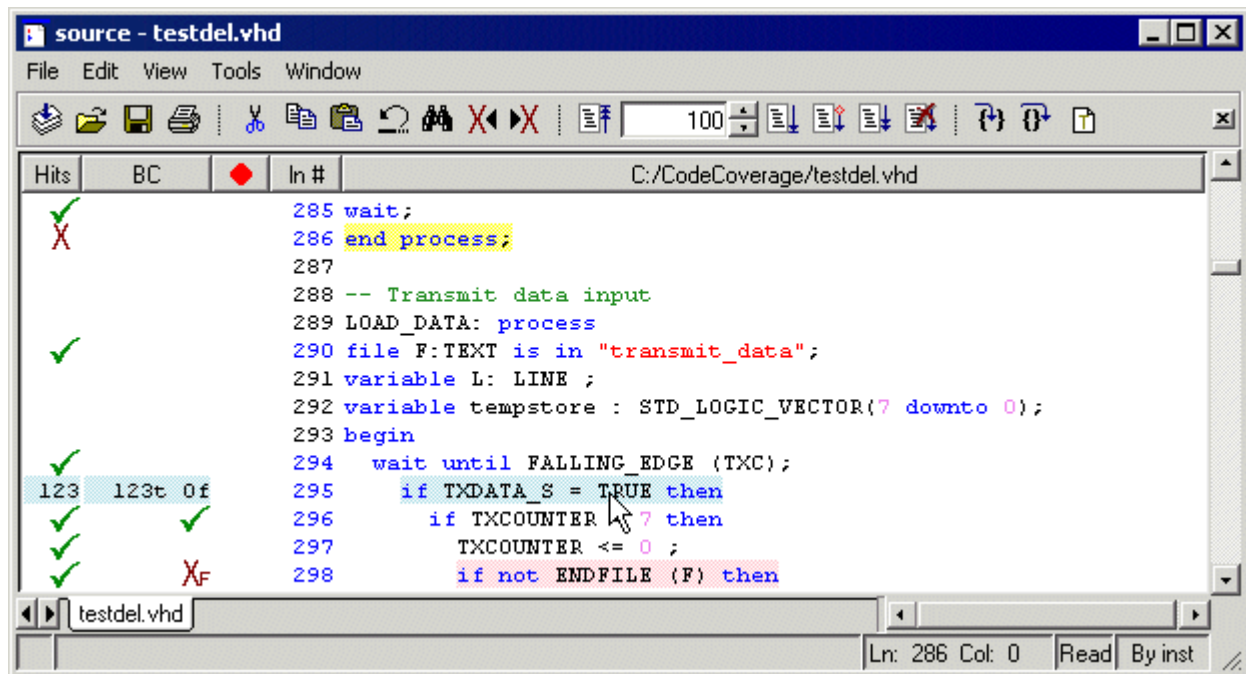 source - testdel.vhd
File Edit View Tools Window
100
Hits BC ln # C:/CodeCoverage/testdel.vhd
285 wait;
X 286 end process;
287
288 -- Transmit data input
289 LOAD_DATA: process
290 file F:TEXT is in "transmit_data";
291 variable L: LINE ;
292 variable tempstore : STD_LOGIC_VECTOR(7 downto 0);
293 begin
294 wait until FALLING_EDGE (TXC);
123 123t 0f 295 if TXDATA_S = TRUE then
296 if TXCOUNTER 7 then
297 TXCOUNTER <= 0 ;
XF 298 if not ENDFILE (F) then
testdel.vhd
Ln: 286 Col: 0 Read By inst